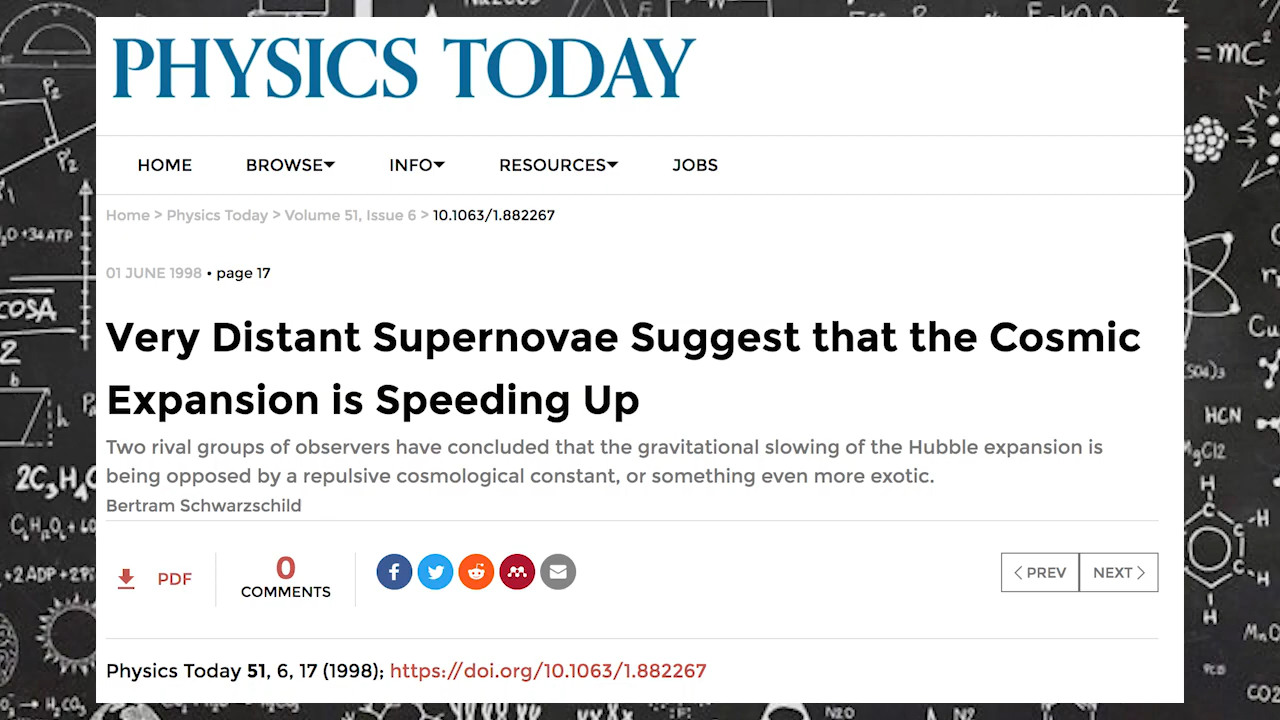 PHYSICS TODAY
HOME BROWSE INFO RESOURCES JOBS
Home > Physics Today > Volume 51, Issue 6 > 10.1063/1.882267
01 JUNE 1998 • page 17
Very Distant Supernovae Suggest that the Cosmic
Expansion is Speeding Up
Two rival groups of observers have concluded that the gravitational slowing of the Hubble expansion is
being opposed by a repulsive cosmological constant, or something even more exotic.
Bertram Schwarzschild
PDF
0
COMMENTS
PREV NEXT
Physics Today 51, 6, 17 (1998); https://doi.org/10.1063/1.882267
=mC²
COSA
HCN